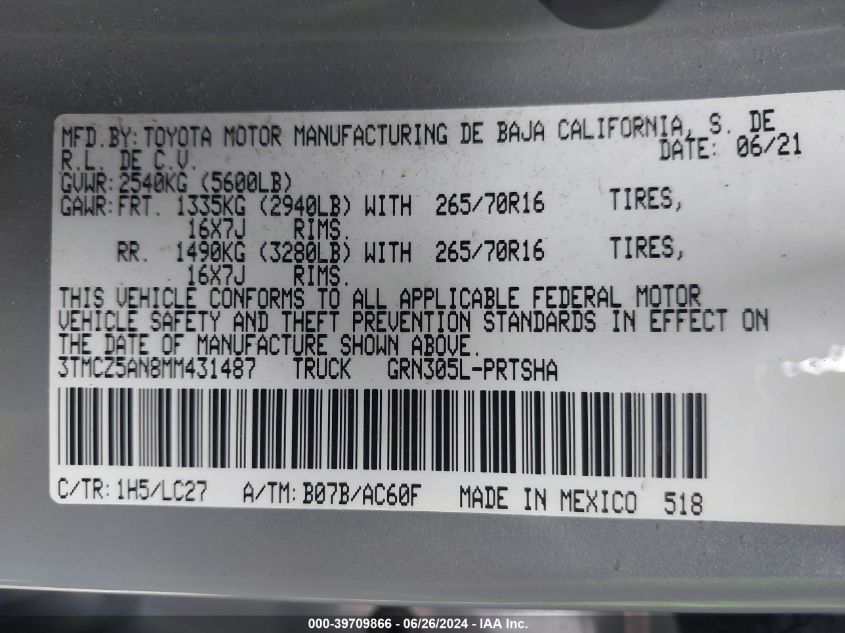 MFD.BY: TOYOTA MOTOR MANUFACTURING DE BAJA CALIFORNIA, S. DE
R.L. DE C.V. DATE: 06/21
GVWR: 2540KG (5600LB)
GAWR: FRT. 1335KG (2940LB) WITH 265/70R16 TIRES,
16X7J RIMS.
RR. 1490KG (3280LB) WITH 265/70R16 TIRES,
16X7J RIMS.
THIS VEHICLE CONFORMS TO ALL APPLICABLE FEDERAL MOTOR
VEHICLE SAFETY AND THEFT PREVENTION STANDARDS IN EFFECT ON
THE DATE OF MANUFACTURE SHOWN ABOVE.
3TMCZ5AN8MM431487 TRUCK GRN305L-PRTSHA
C/TR: 1H5/LC27 A/TM: B07B/AC60F MADE IN MEXICO 518
000-39709866 - 06/26/2024 - IAA Inc.